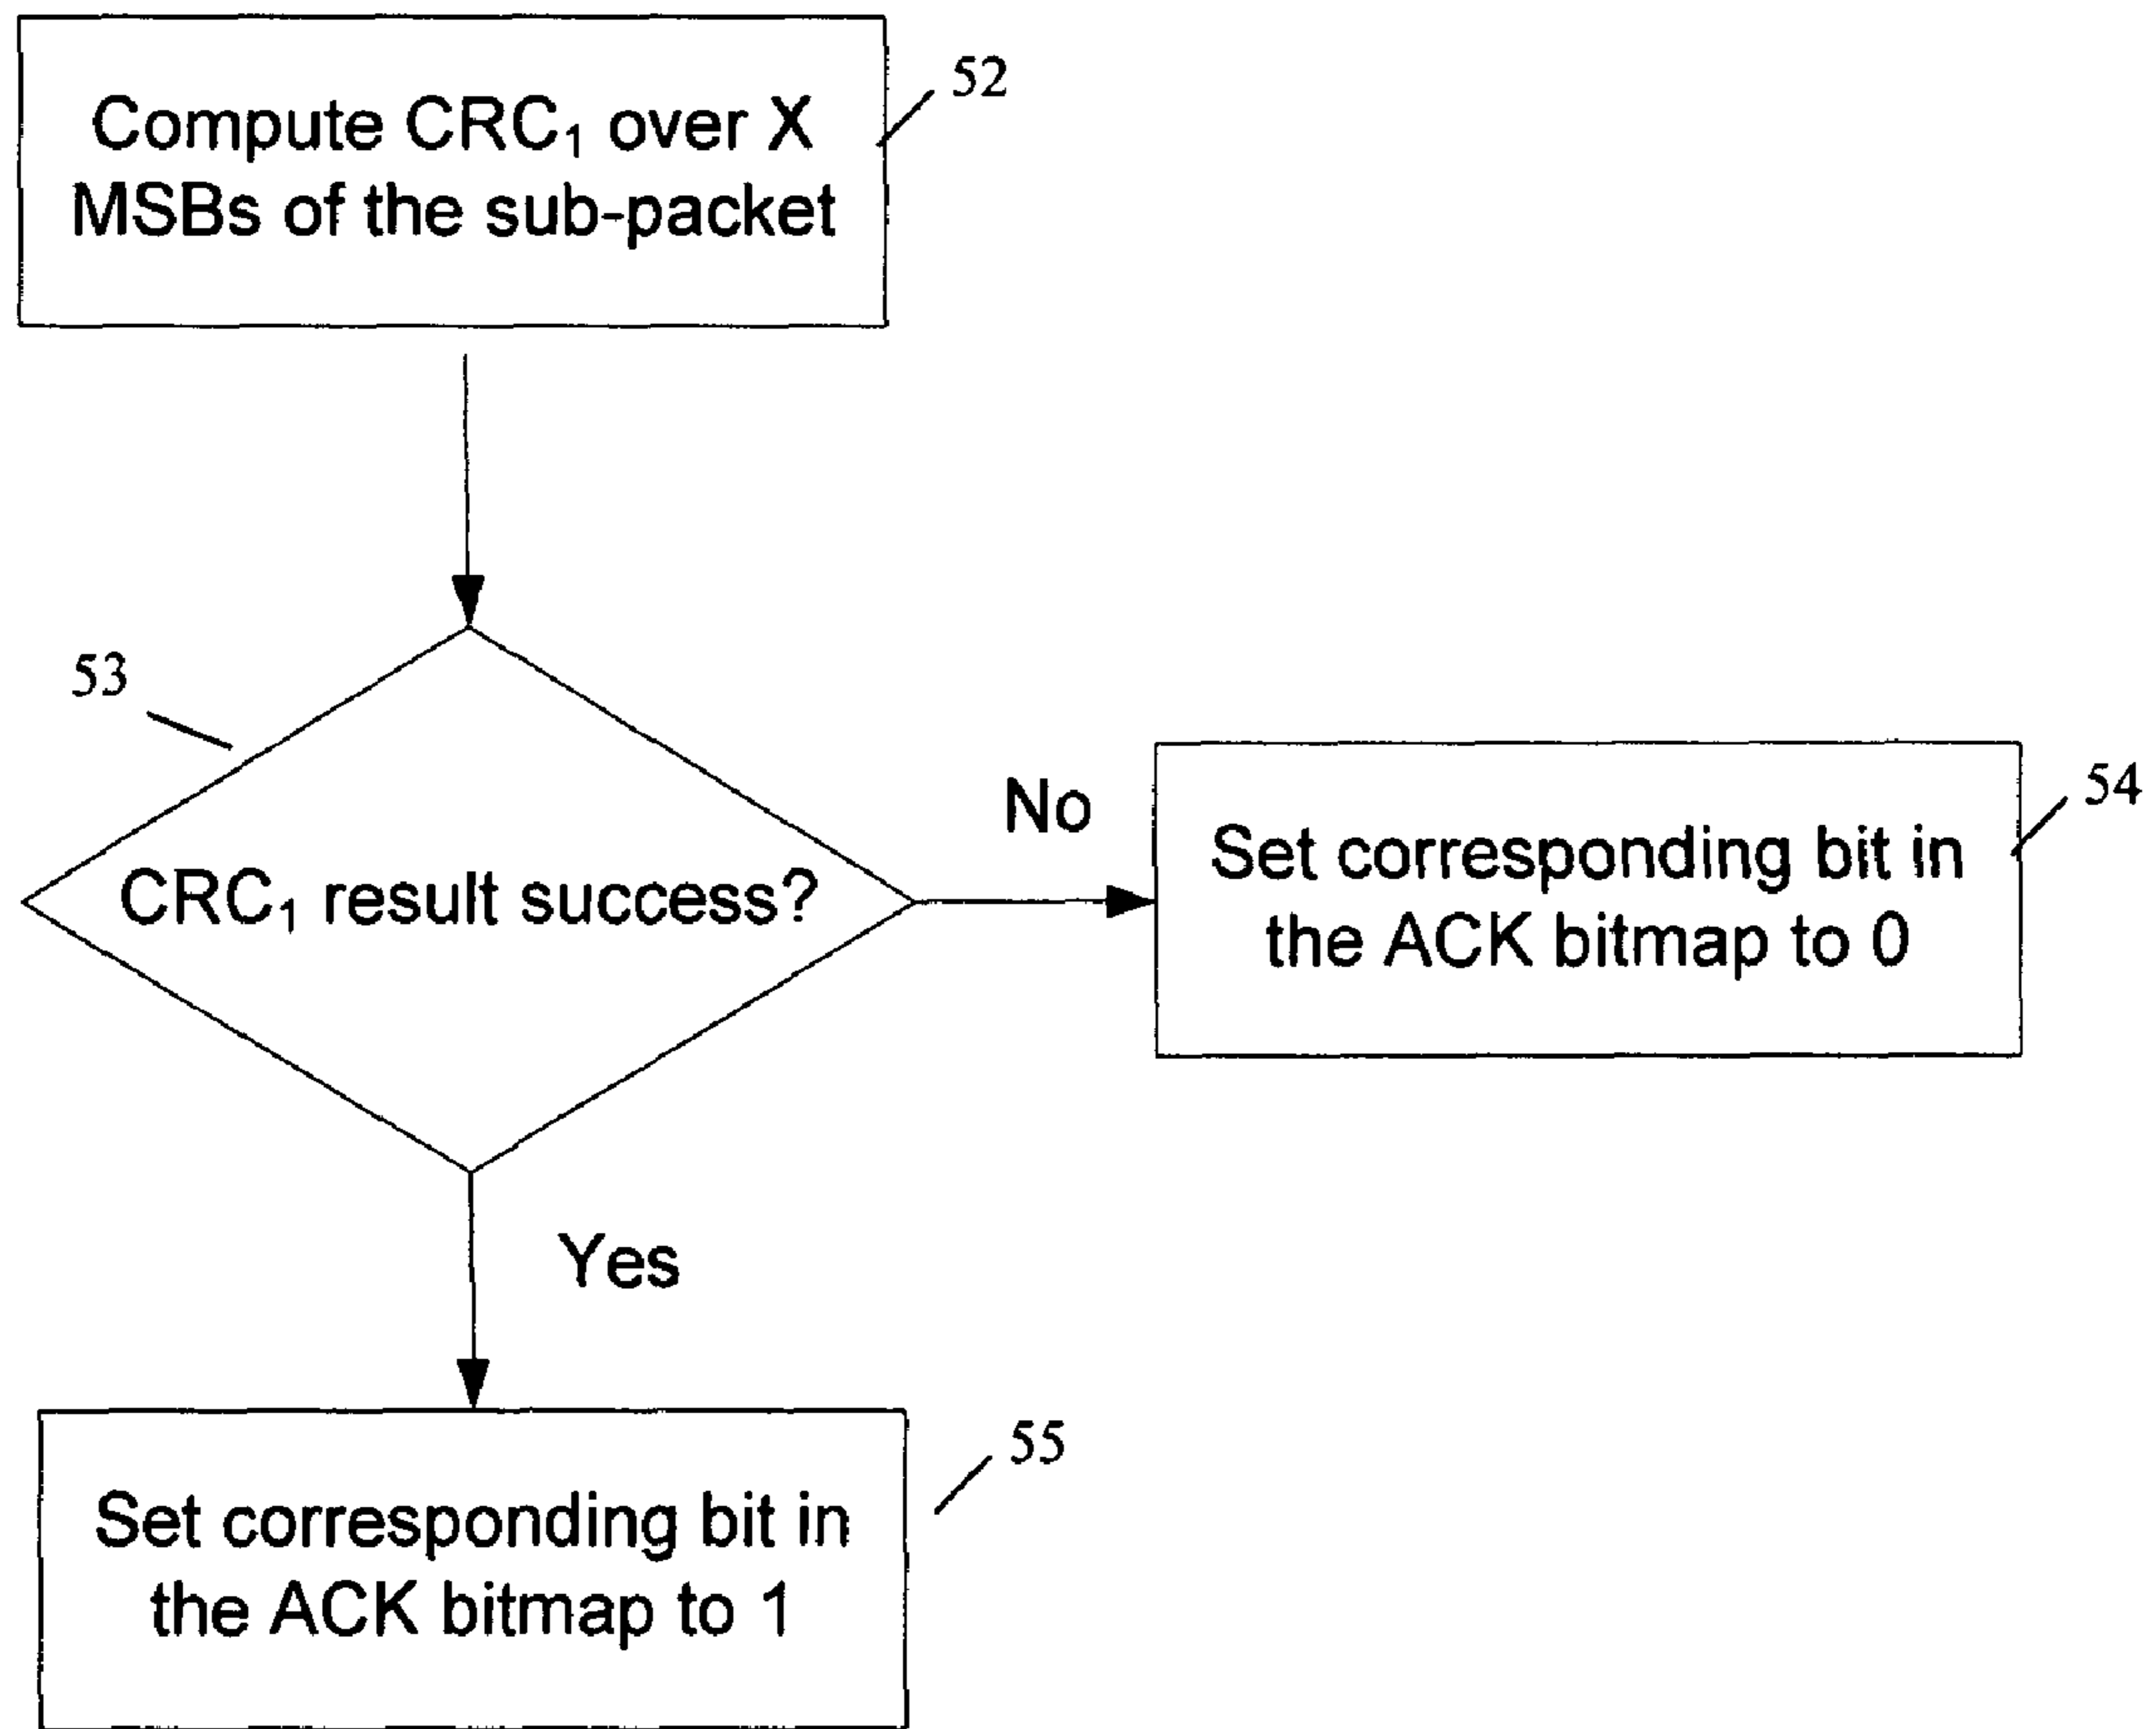 52
Compute CRC₁ over X
MSBs of the sub-packet
53
CRC₁ result success?
No
54
Set corresponding bit in
the ACK bitmap to 0
Yes
55
Set corresponding bit in
the ACK bitmap to 1